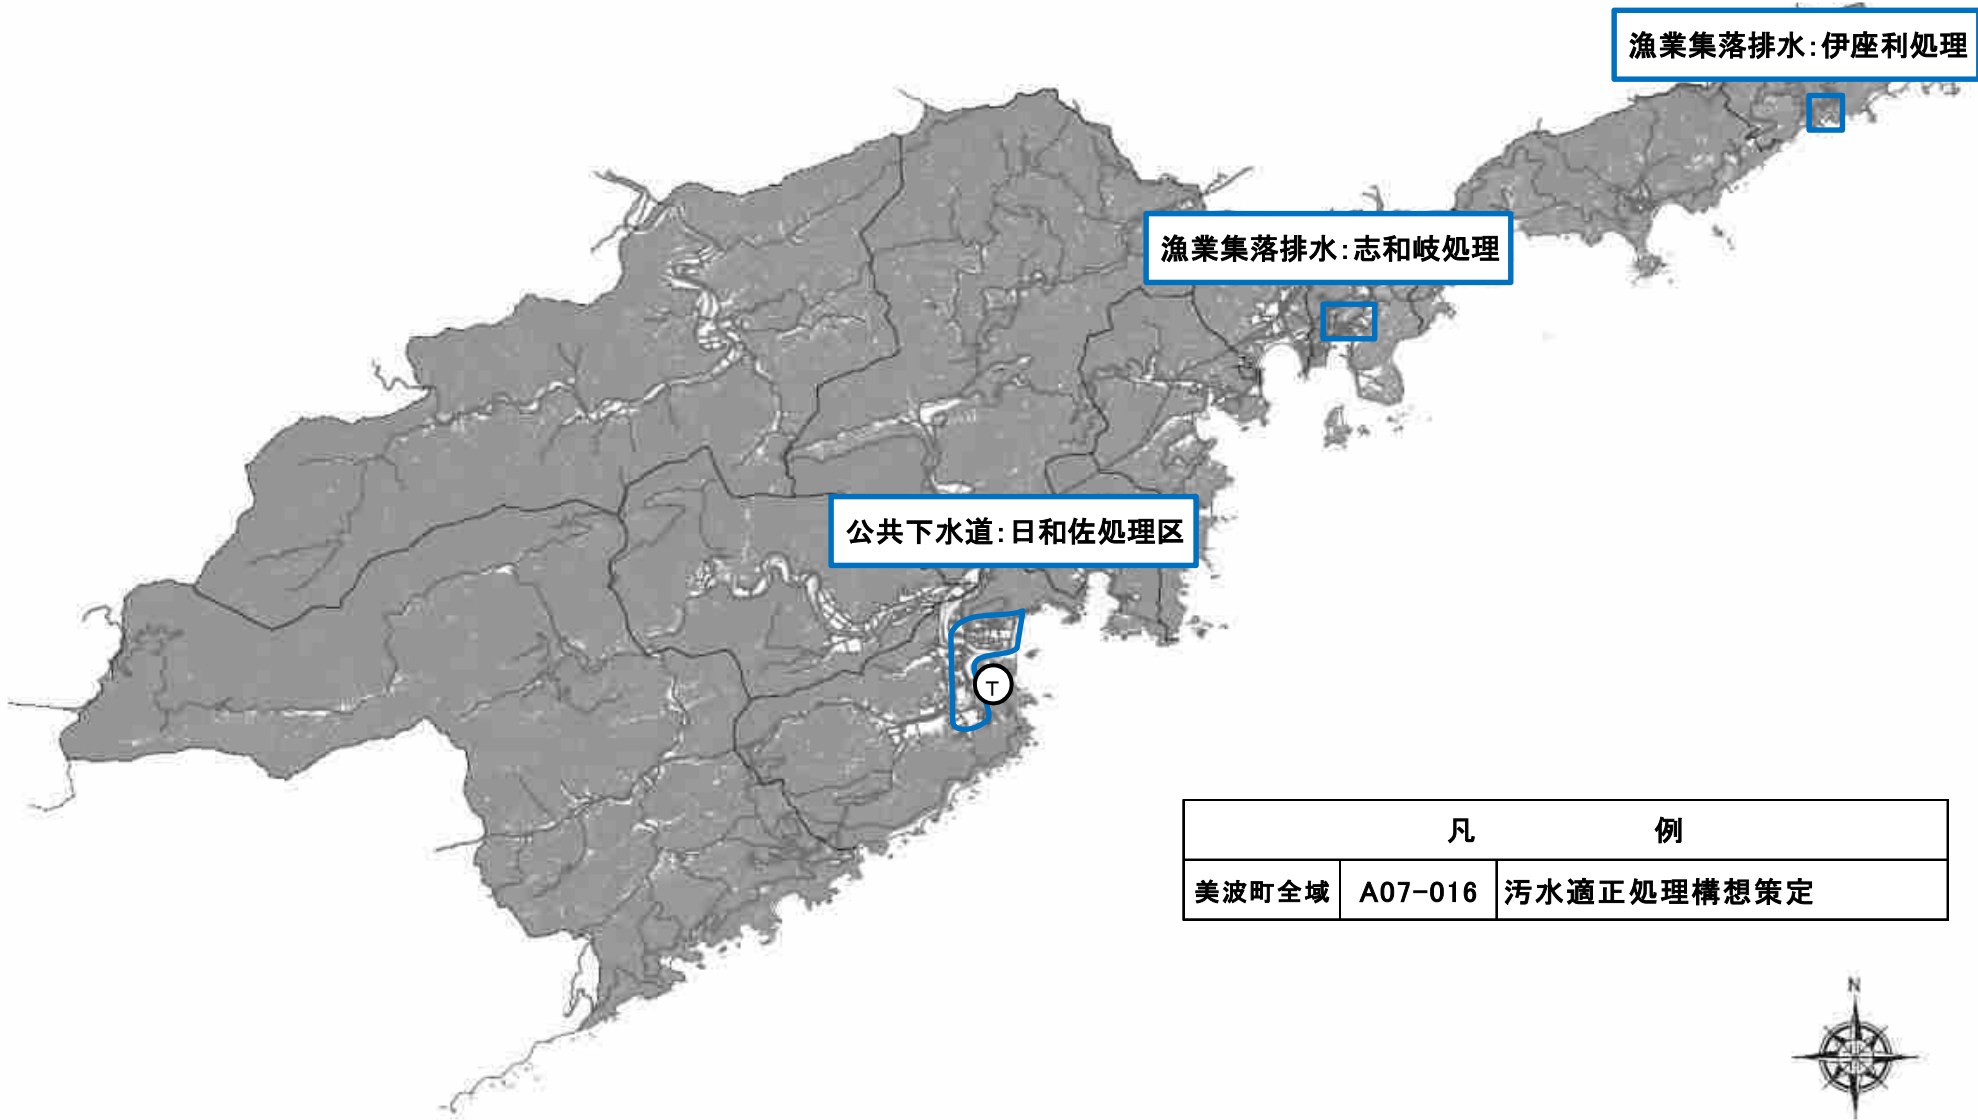 漁業集落排水:伊座利処理
漁業集落排水:志和岐処理
公共下水道:日和佐処理区
T
凡 例
美波町全域 A07-016 汚水適正処理構想策定
N